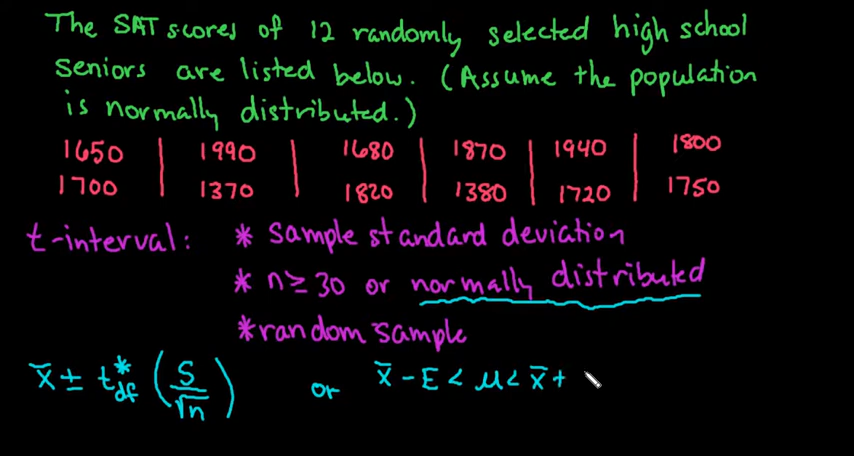 The SAT scores of 12 randomly selected high school
seniors are listed below. (Assume the population
is normally distributed.)
1650 | 1990 | 1680 | 1870 | 1940 | 1800
1700 | 1370 | 1820 | 1380 | 1720 | 1750
t-interval: * sample standard deviation
* n ≥ 30 or normally distributed
* random sample
x̄ ± t*df (S/√n) or x̄ - E < μ < x̄ +